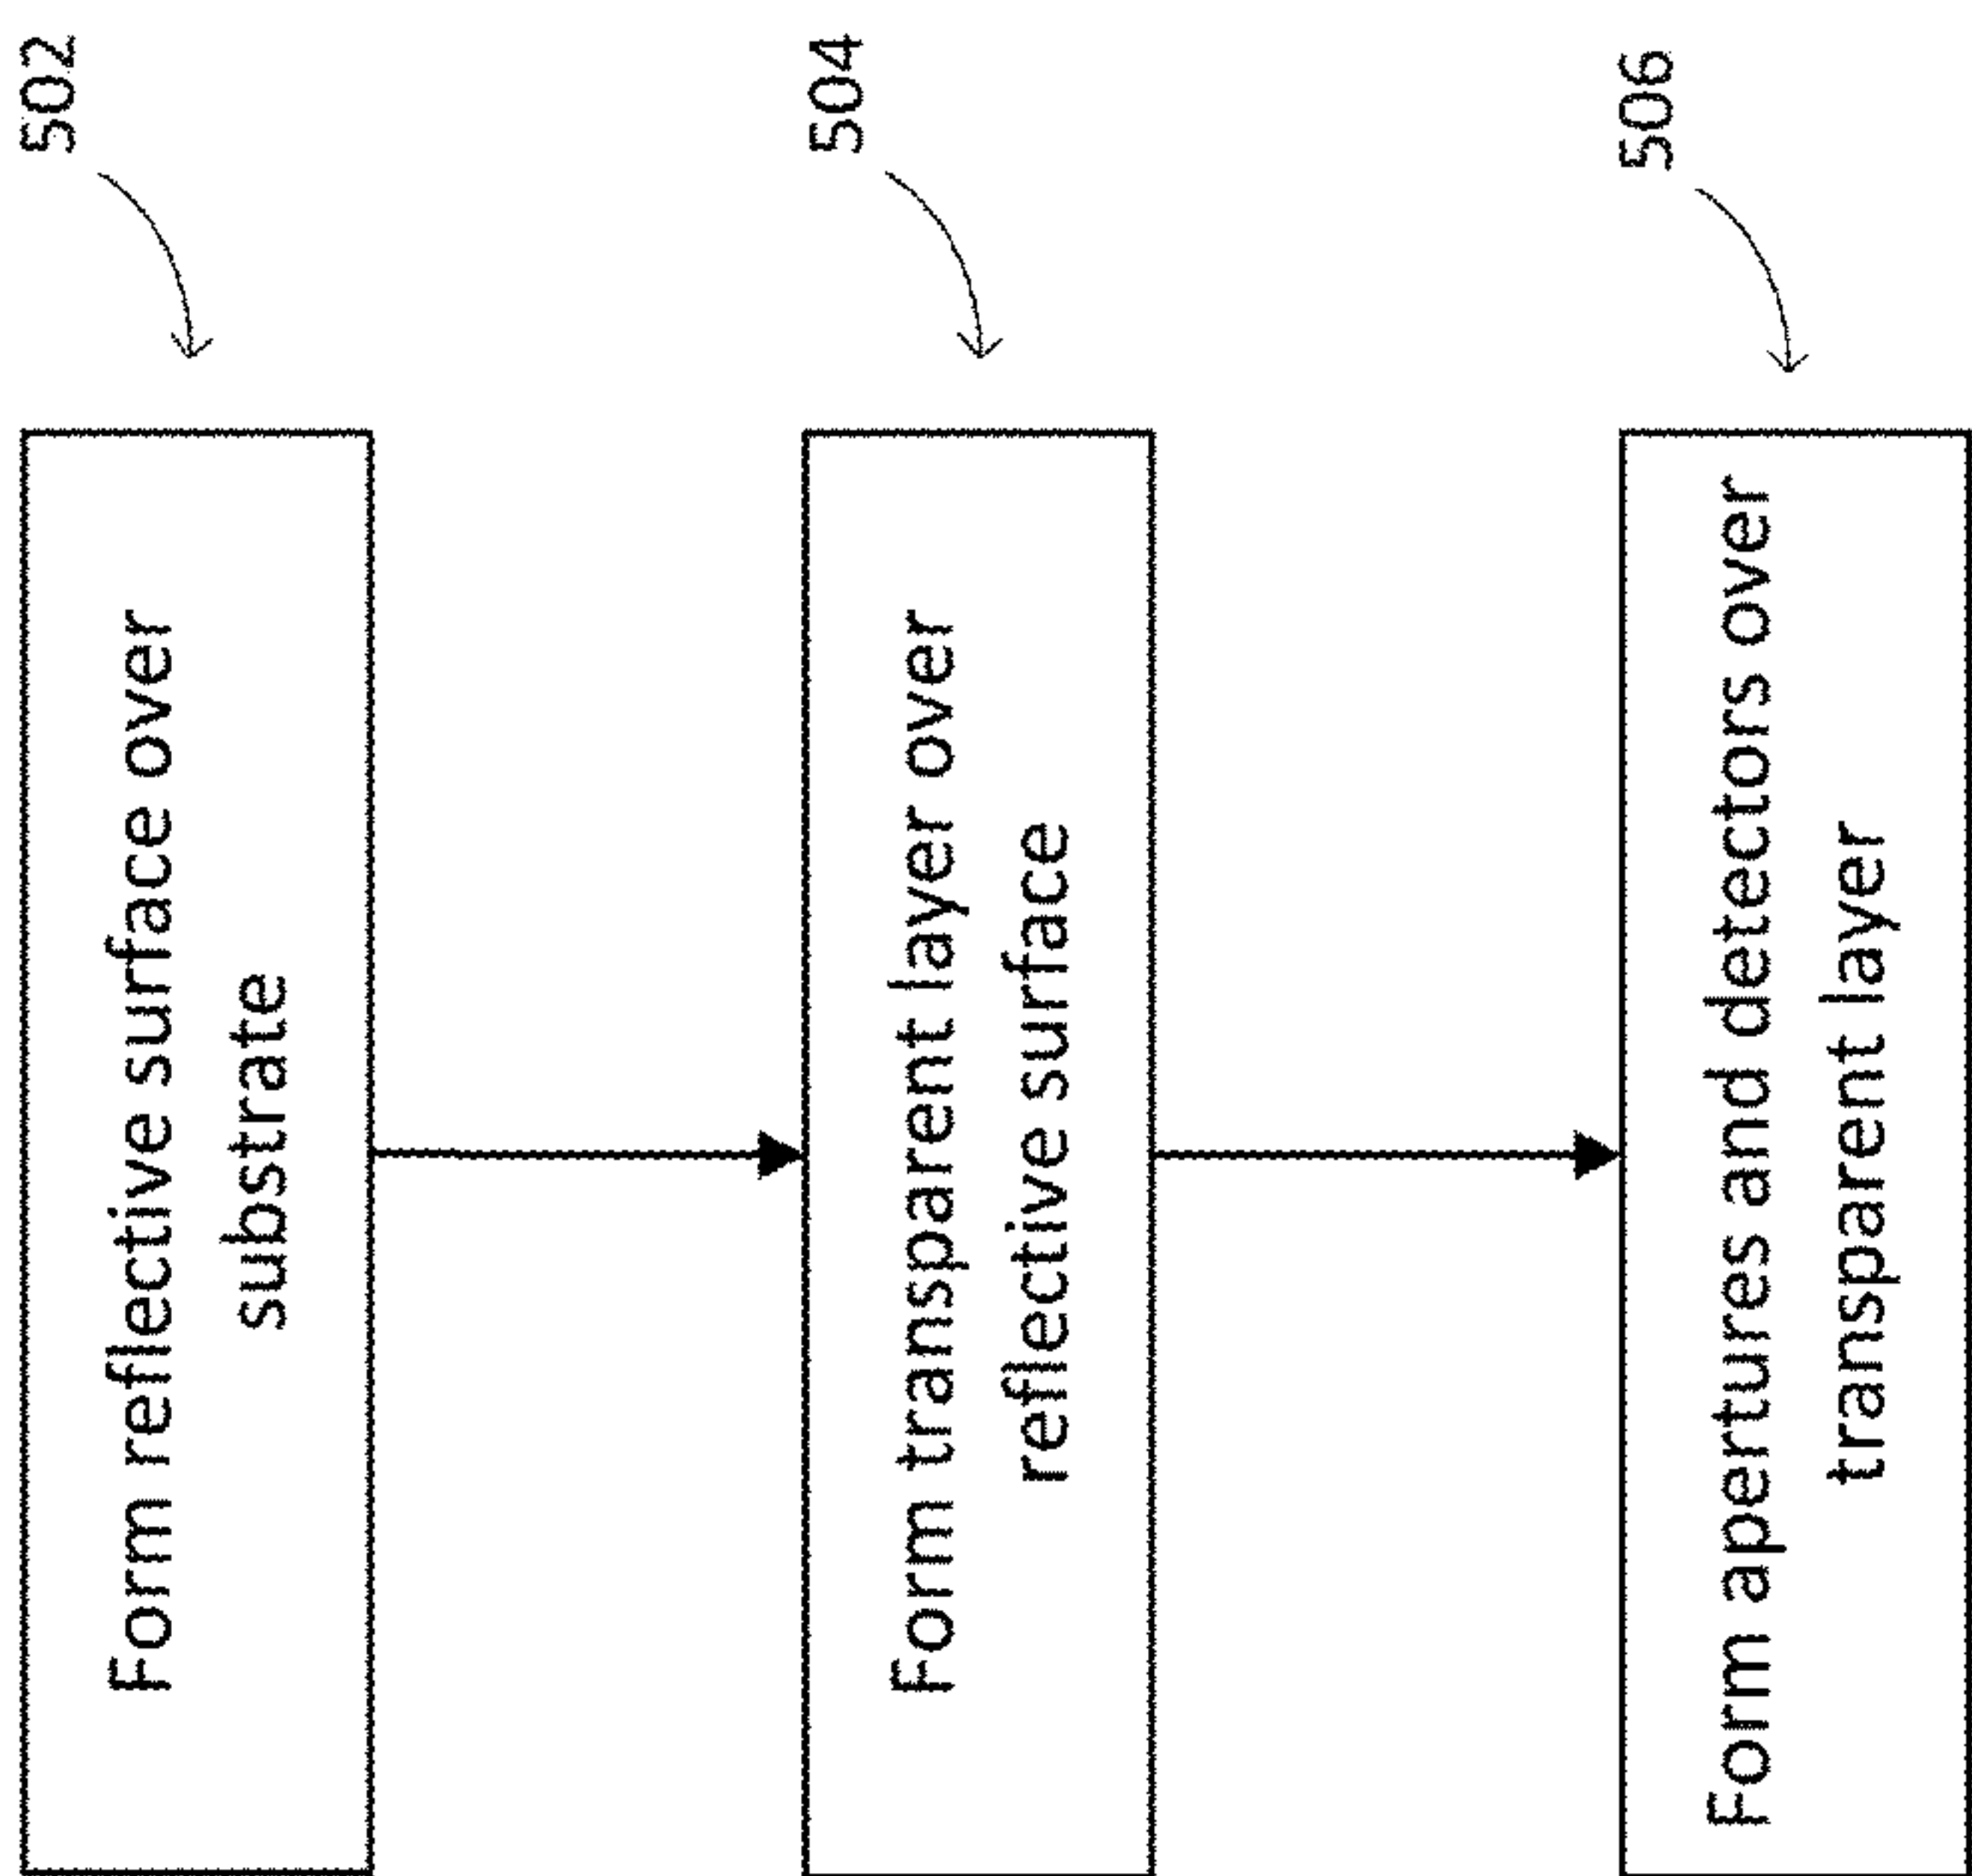 Form reflective surface over
substrate
502
Form transparent layer over
reflective surface
504
Form apertures and detectors over
transparent layer
506